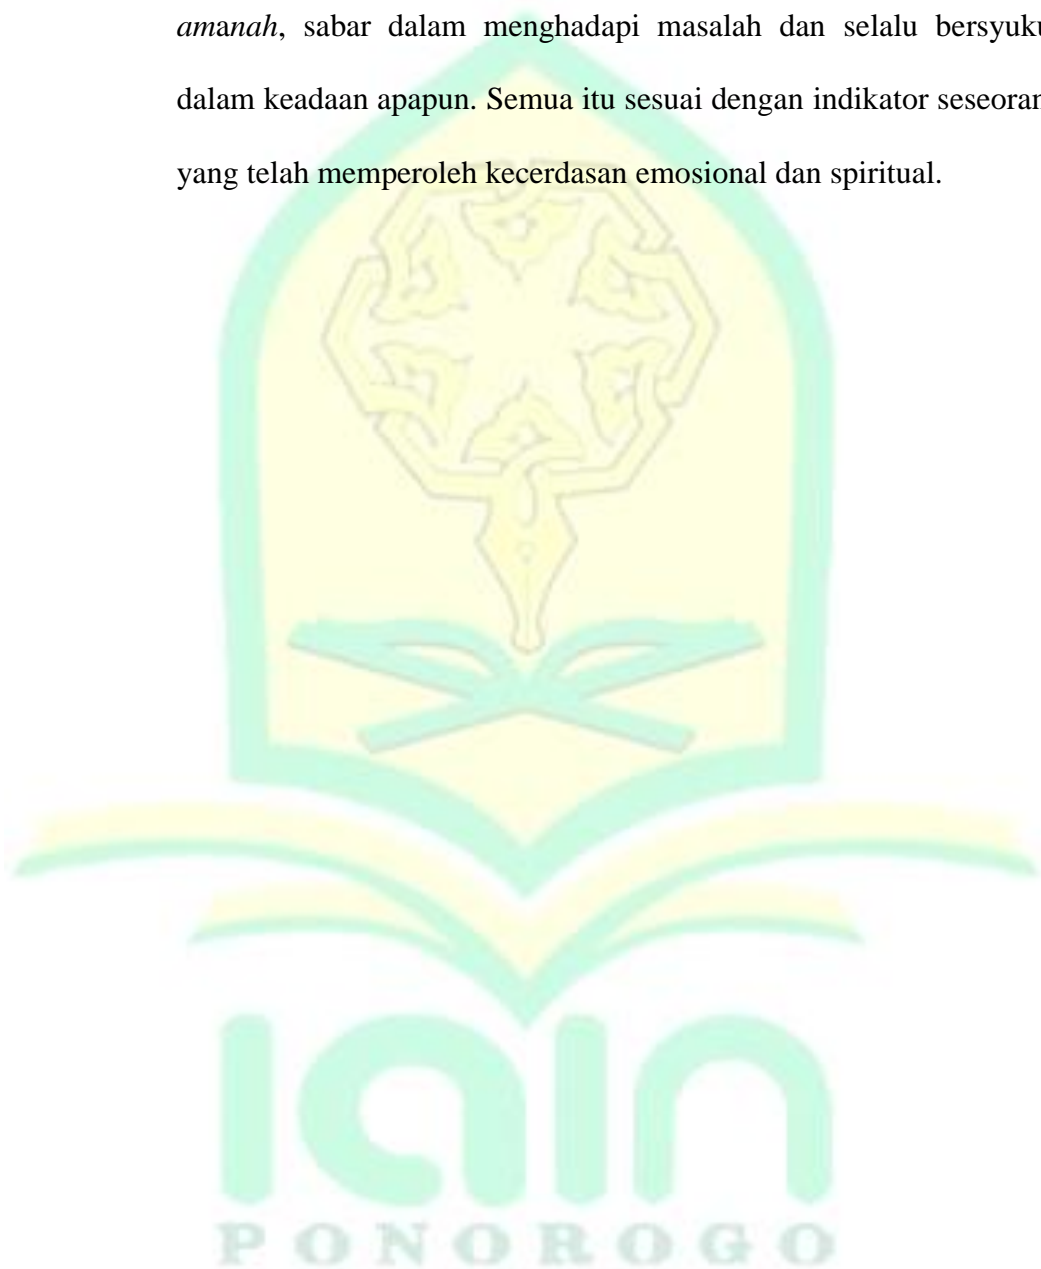 amanah, sabar dalam menghadapi masalah dan selalu bersyuku
dalam keadaan apapun. Semua itu sesuai dengan indikator seseoran
yang telah memperoleh kecerdasan emosional dan spiritual.
iain
PONOROGO